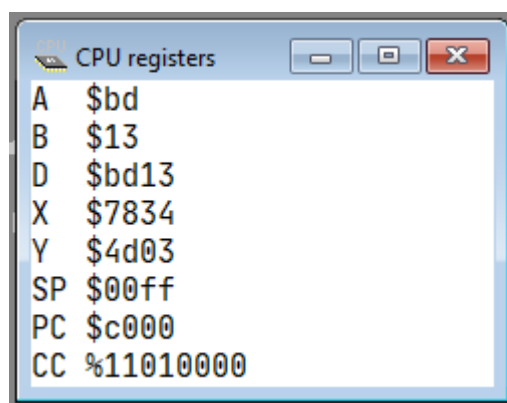 CPU registers
A $bd
B $13
D $bd13
X $7834
Y $4d03
SP $00ff
PC $c000
CC %11010000